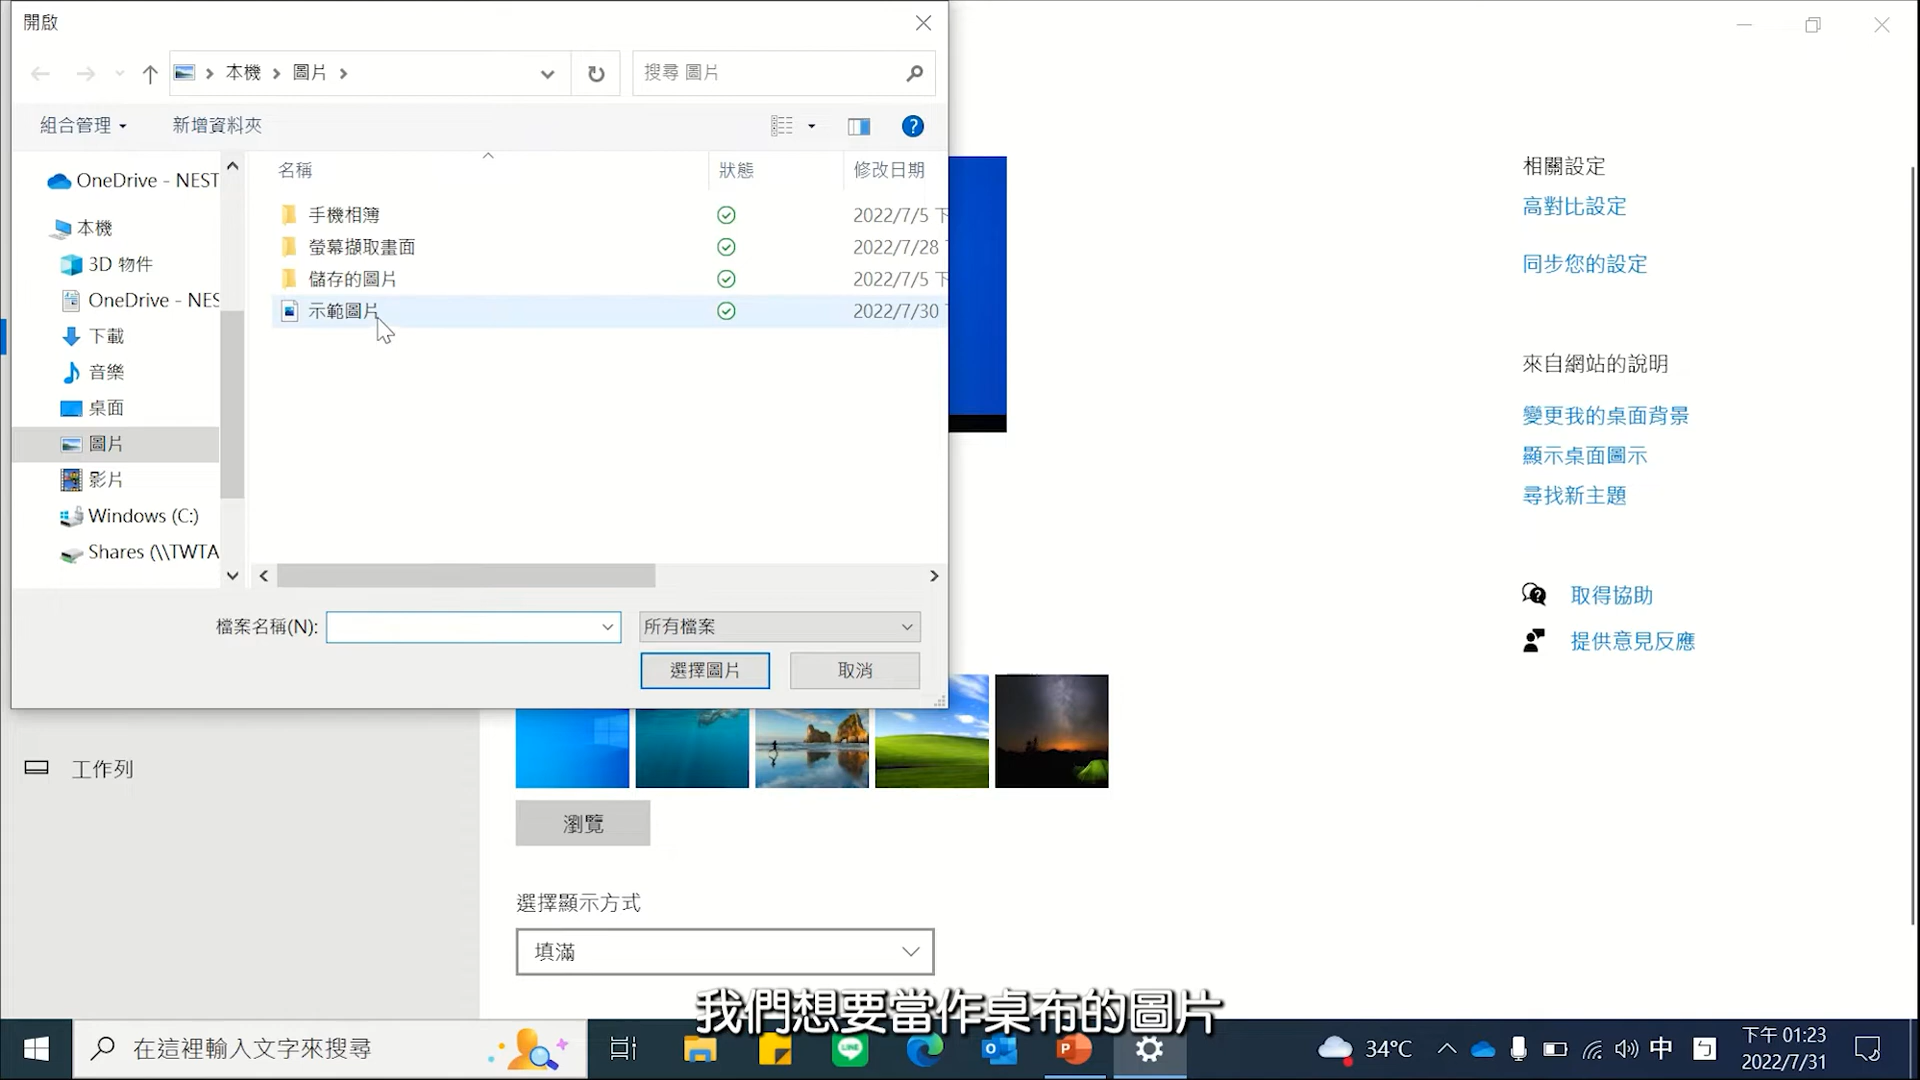 開啟
本機
圖片
搜尋 圖片
組合管理
新增資料夾
OneDrive - NEST
本機
3D 物件
OneDrive - NES
下載
音樂
桌面
圖片
影片
Windows (C:)
Shares (\\TWTA
名稱
狀態
修改日期
手機相簿
2022/7/5 下
螢幕擷取畫面
2022/7/28
儲存的圖片
2022/7/5 下
示範圖片
2022/7/30
檔案名稱(N):
所有檔案
選擇圖片
取消
工作列
瀏覽
選擇顯示方式
填滿
相關設定
高對比設定
同步您的設定
來自網站的說明
變更我的桌面背景
顯示桌面圖示
尋找新主題
取得協助
提供意見反應
我們想要當作桌布的圖片
在這裡輸入文字來搜尋
LINE
34°C
中
下午 01:23
2022/7/31